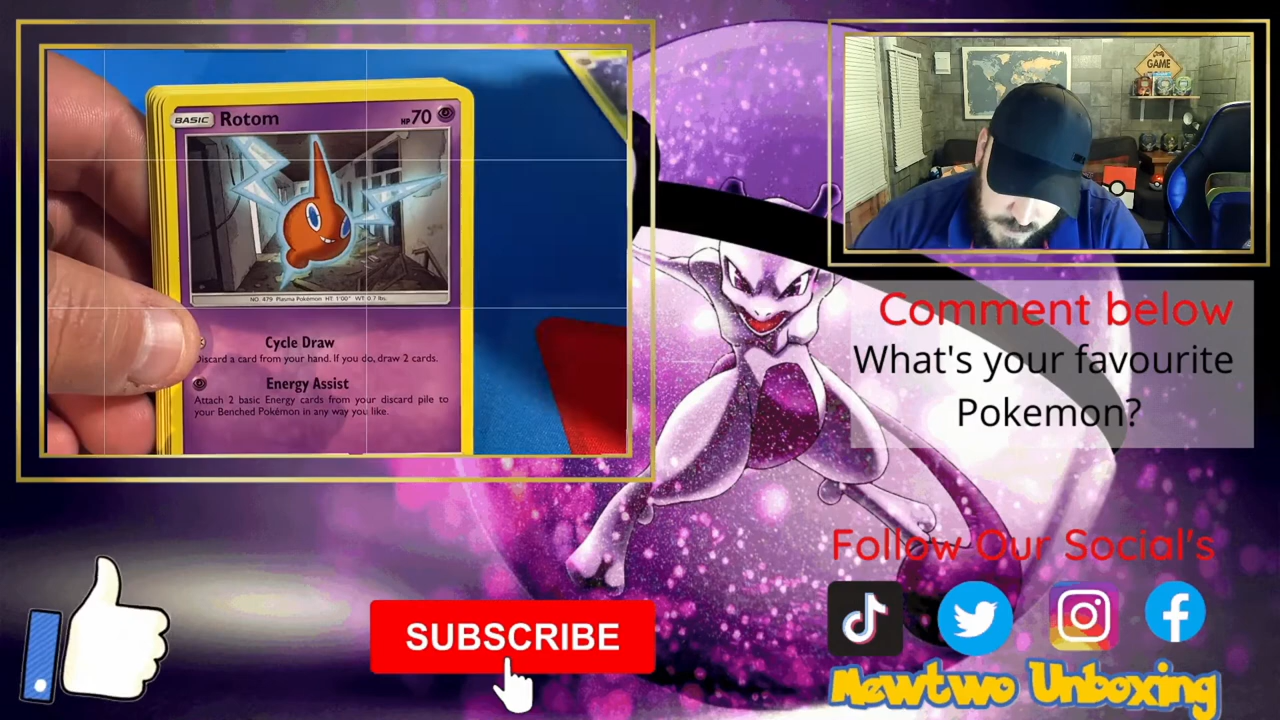 BASIC Rotom HP 70
NO. 479 Plasma Pokémon HT: 1'00" WT: 0.7 lbs.
Cycle Draw
Discard a card from your hand. If you do, draw 2 cards.
Energy Assist
Attach 2 basic Energy cards from your discard pile to
your Benched Pokémon in any way you like.
GAME
Comment below
What's your favourite
Pokemon?
Follow Our Social's
SUBSCRIBE
Mewtwo Unboxing